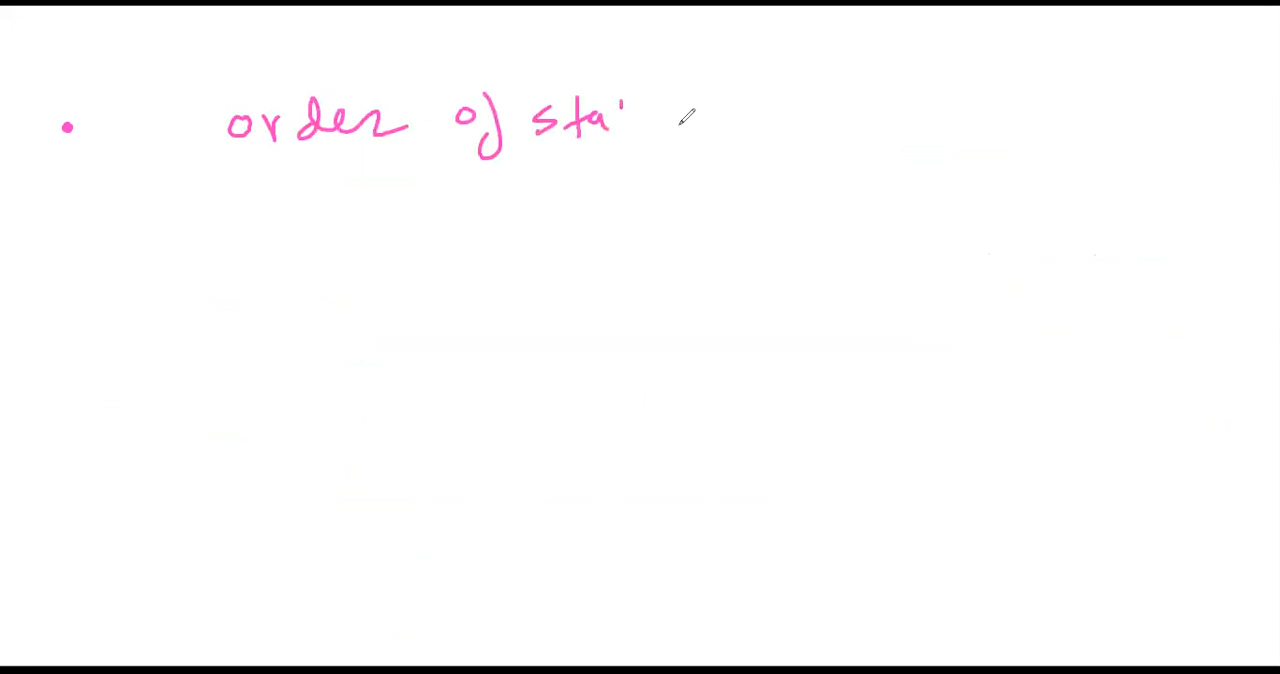 • order of sta'